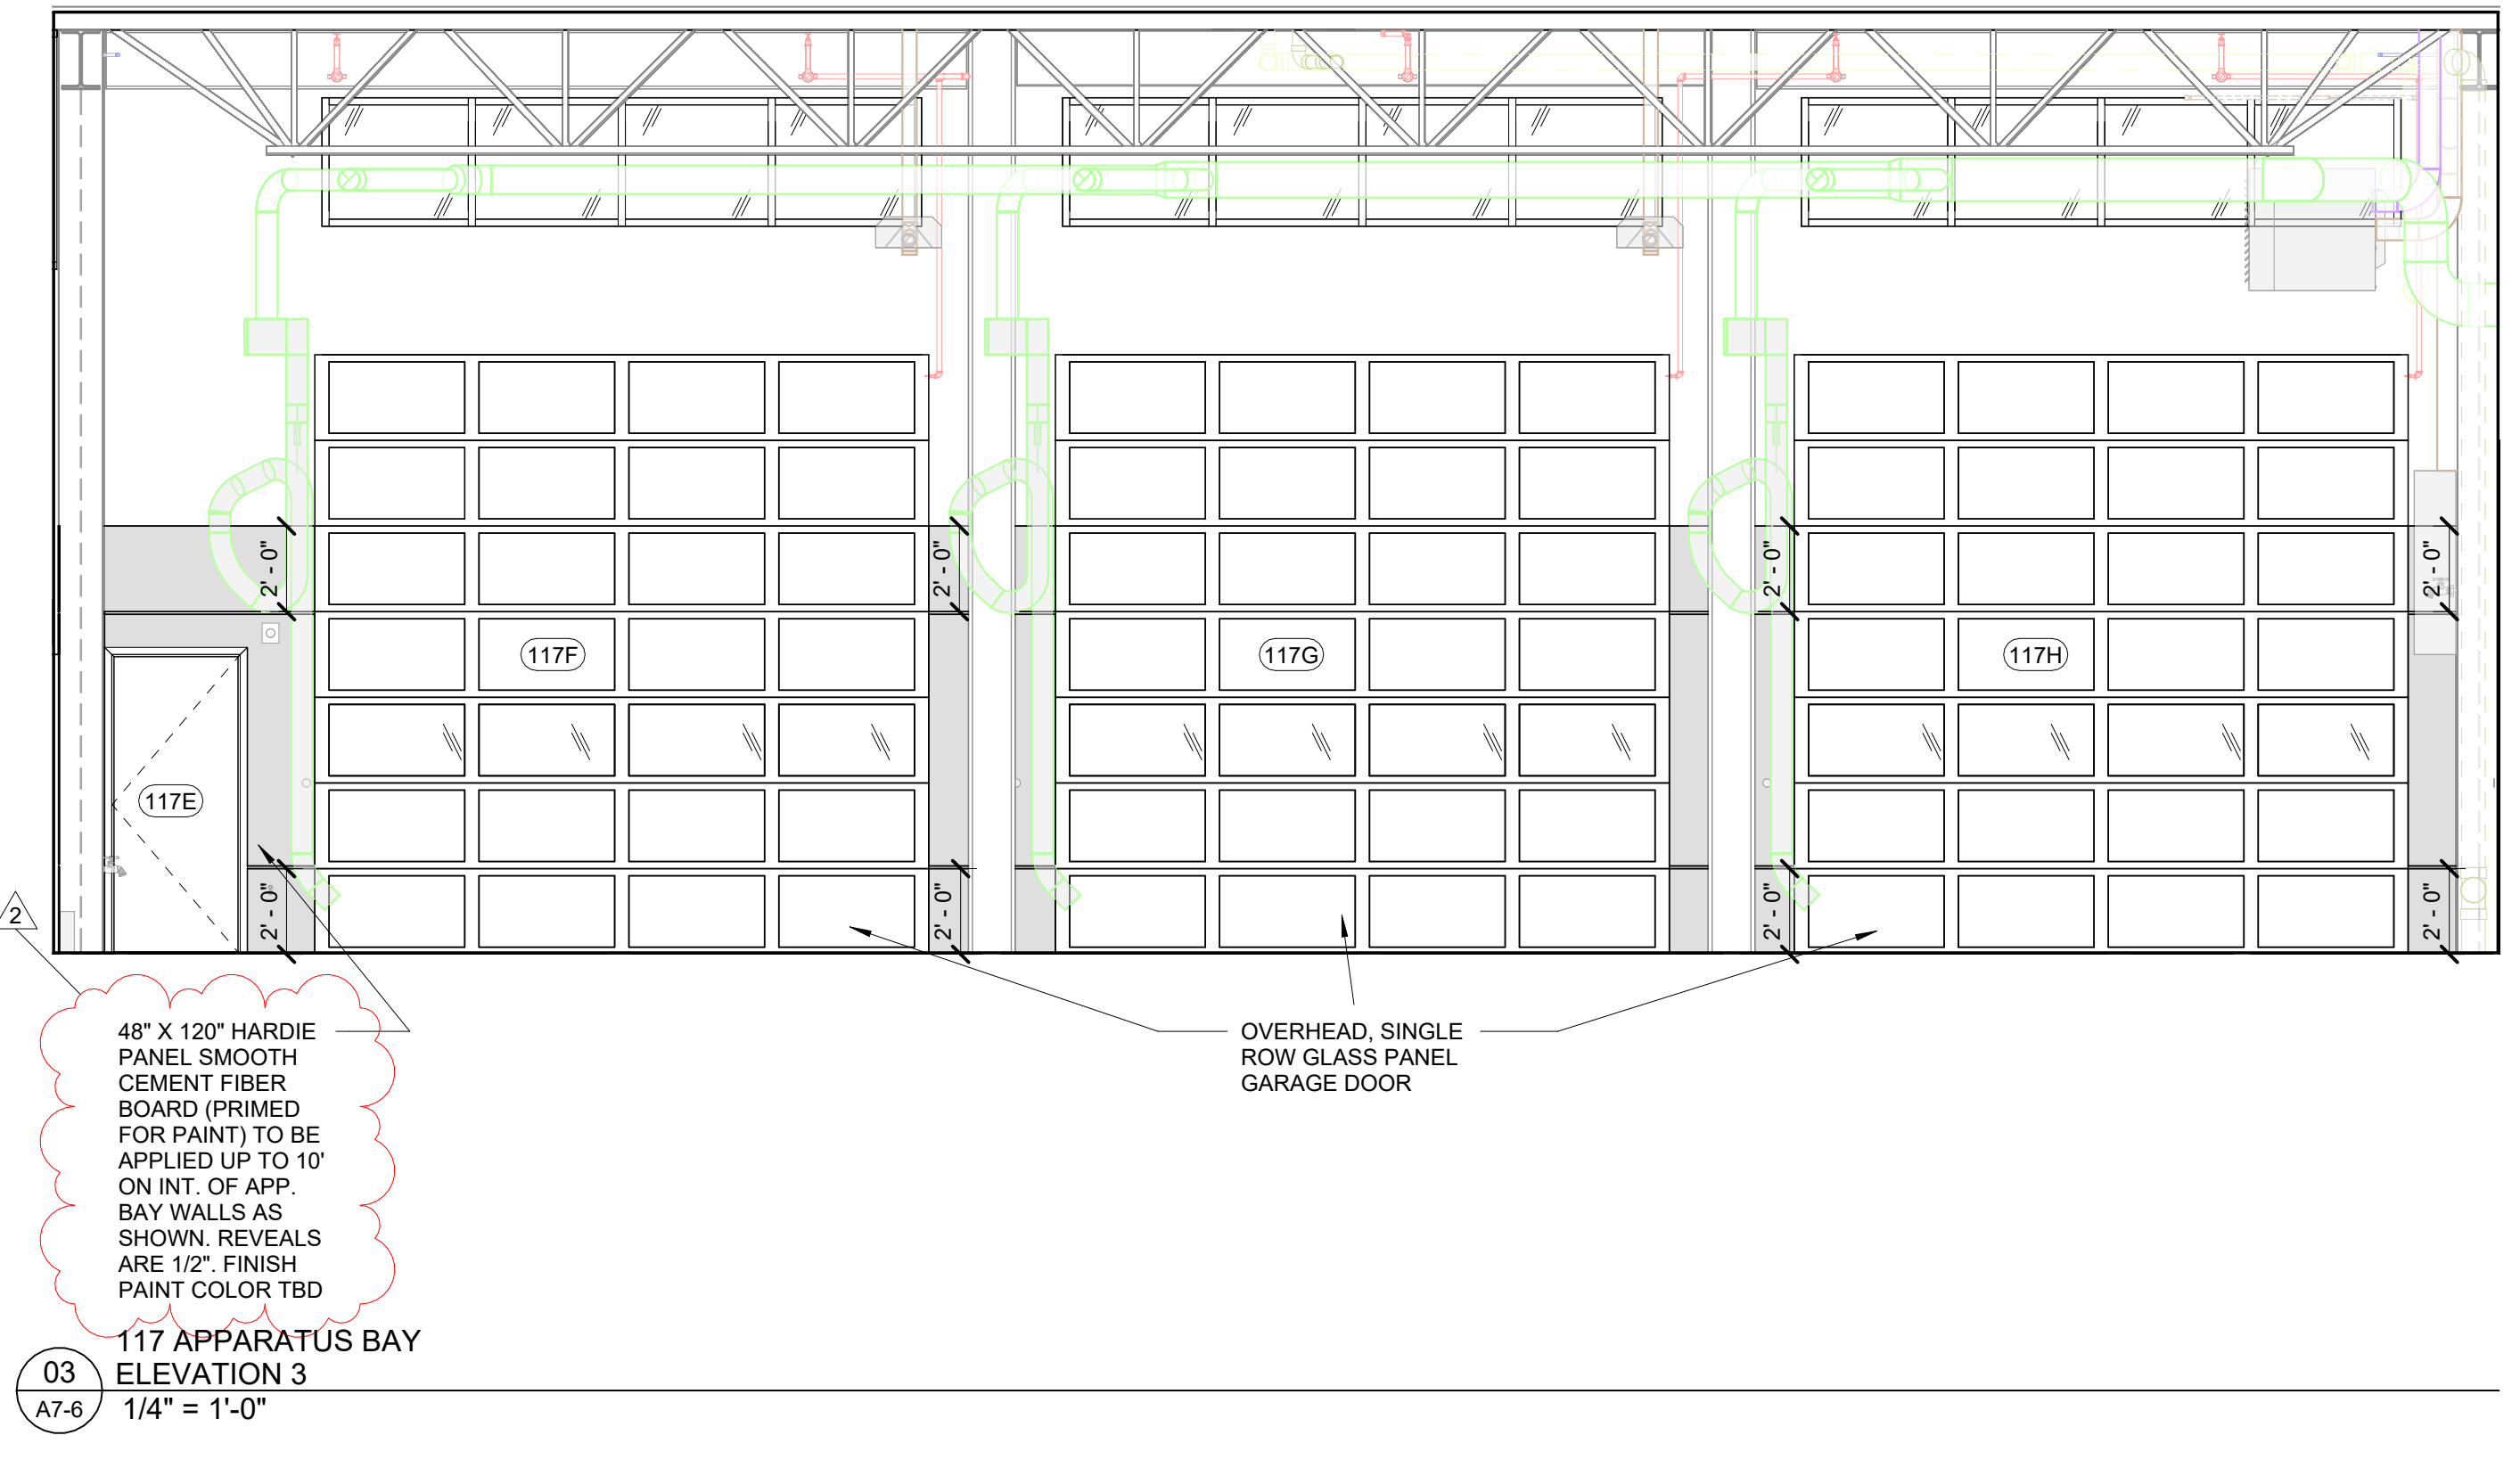 2' - 0"
2' - 0"
2' - 0"
2' - 0"
117F
117G
117H
117E
2' - 0"
2' - 0"
2' - 0"
2' - 0"
2
48" X 120" HARDIE
PANEL SMOOTH
CEMENT FIBER
BOARD (PRIMED
FOR PAINT) TO BE
APPLIED UP TO 10'
ON INT. OF APP.
BAY WALLS AS
SHOWN. REVEALS
ARE 1/2". FINISH
PAINT COLOR TBD
OVERHEAD, SINGLE
ROW GLASS PANEL
GARAGE DOOR
117 APPARATUS BAY
ELEVATION 3
03
A7-6
1/4" = 1'-0"